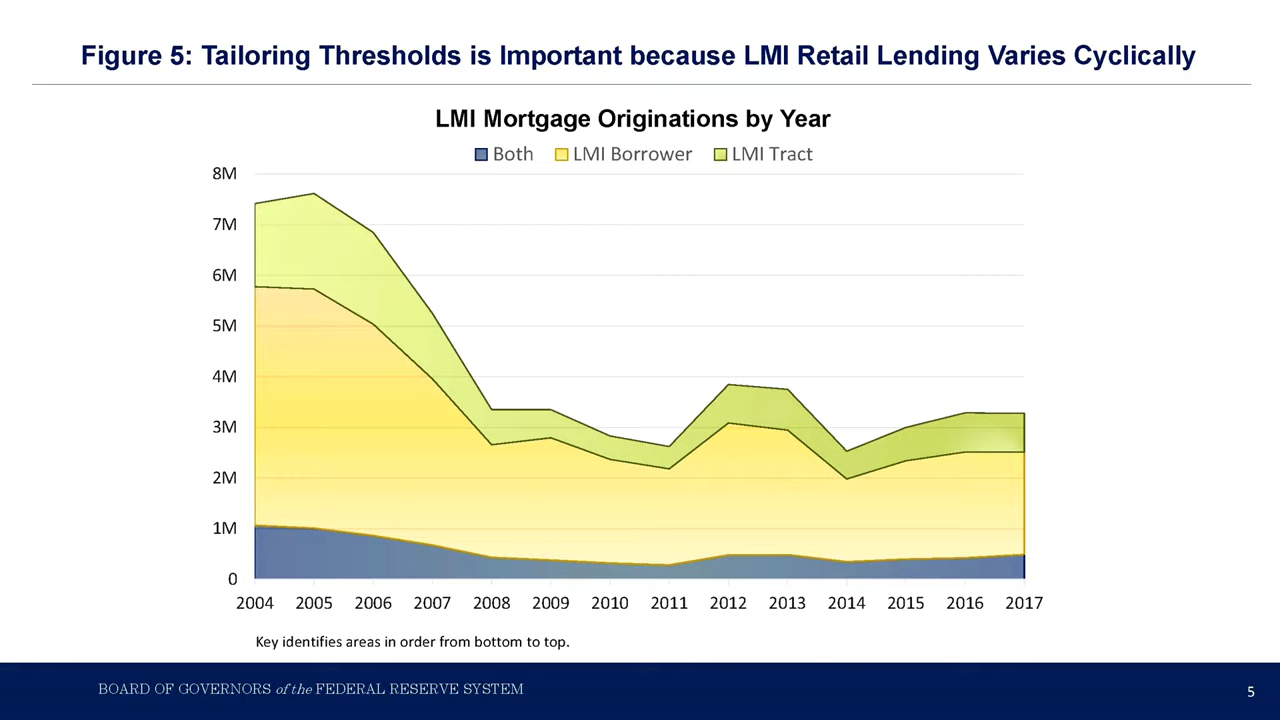 Figure 5: Tailoring Thresholds is Important because LMI Retail Lending Varies Cyclically
LMI Mortgage Originations by Year
Both LMI Borrower LMI Tract
8M
7M
6M
5M
4M
3M
2M
1M
0
2004 2005 2006 2007 2008 2009 2010 2011 2012 2013 2014 2015 2016 2017
Key identifies areas in order from bottom to top.
BOARD OF GOVERNORS of the FEDERAL RESERVE SYSTEM
5